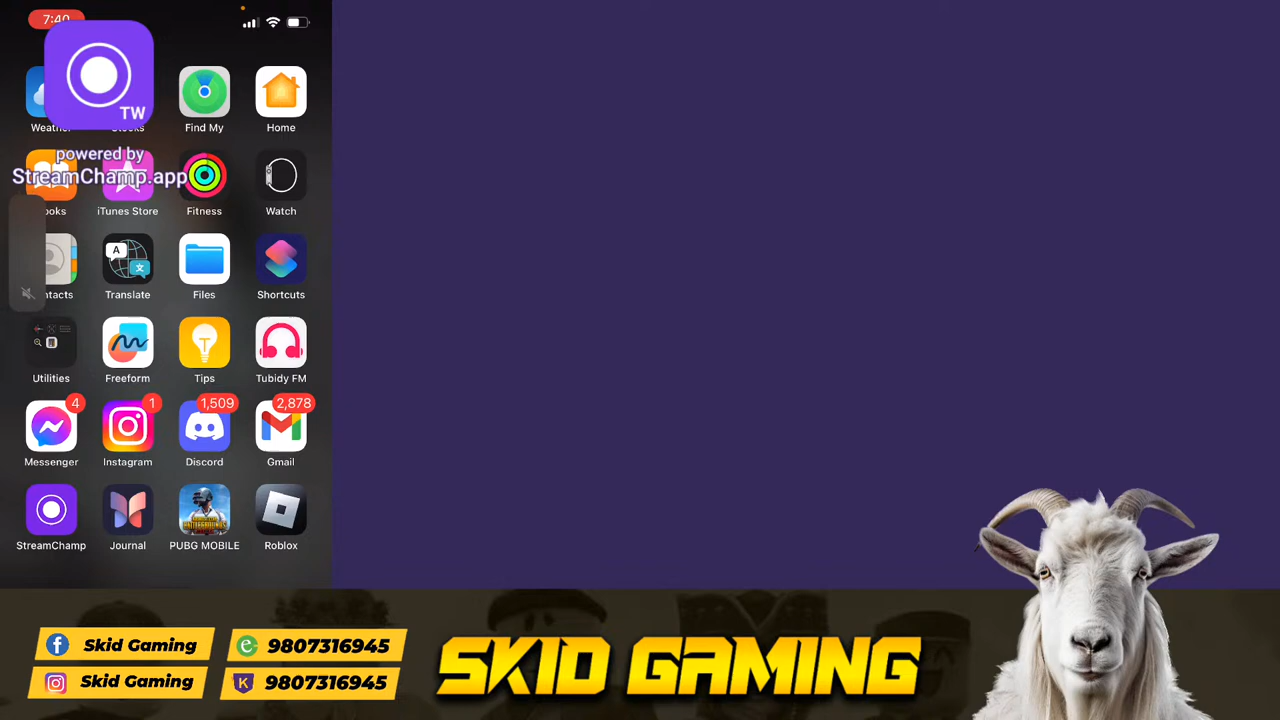 7:40
TW
powered by
StreamChamp.app
Find My
Home
iTunes Store
Fitness
Watch
Translate
Files
Shortcuts
Utilities
Freeform
Tips
Tubidy FM
4
1
1,509
2,878
Messenger
Instagram
Discord
Gmail
StreamChamp
Journal
PUBG MOBILE
Roblox
Skid Gaming
9807316945
Skid Gaming
9807316945
SKID GAMING